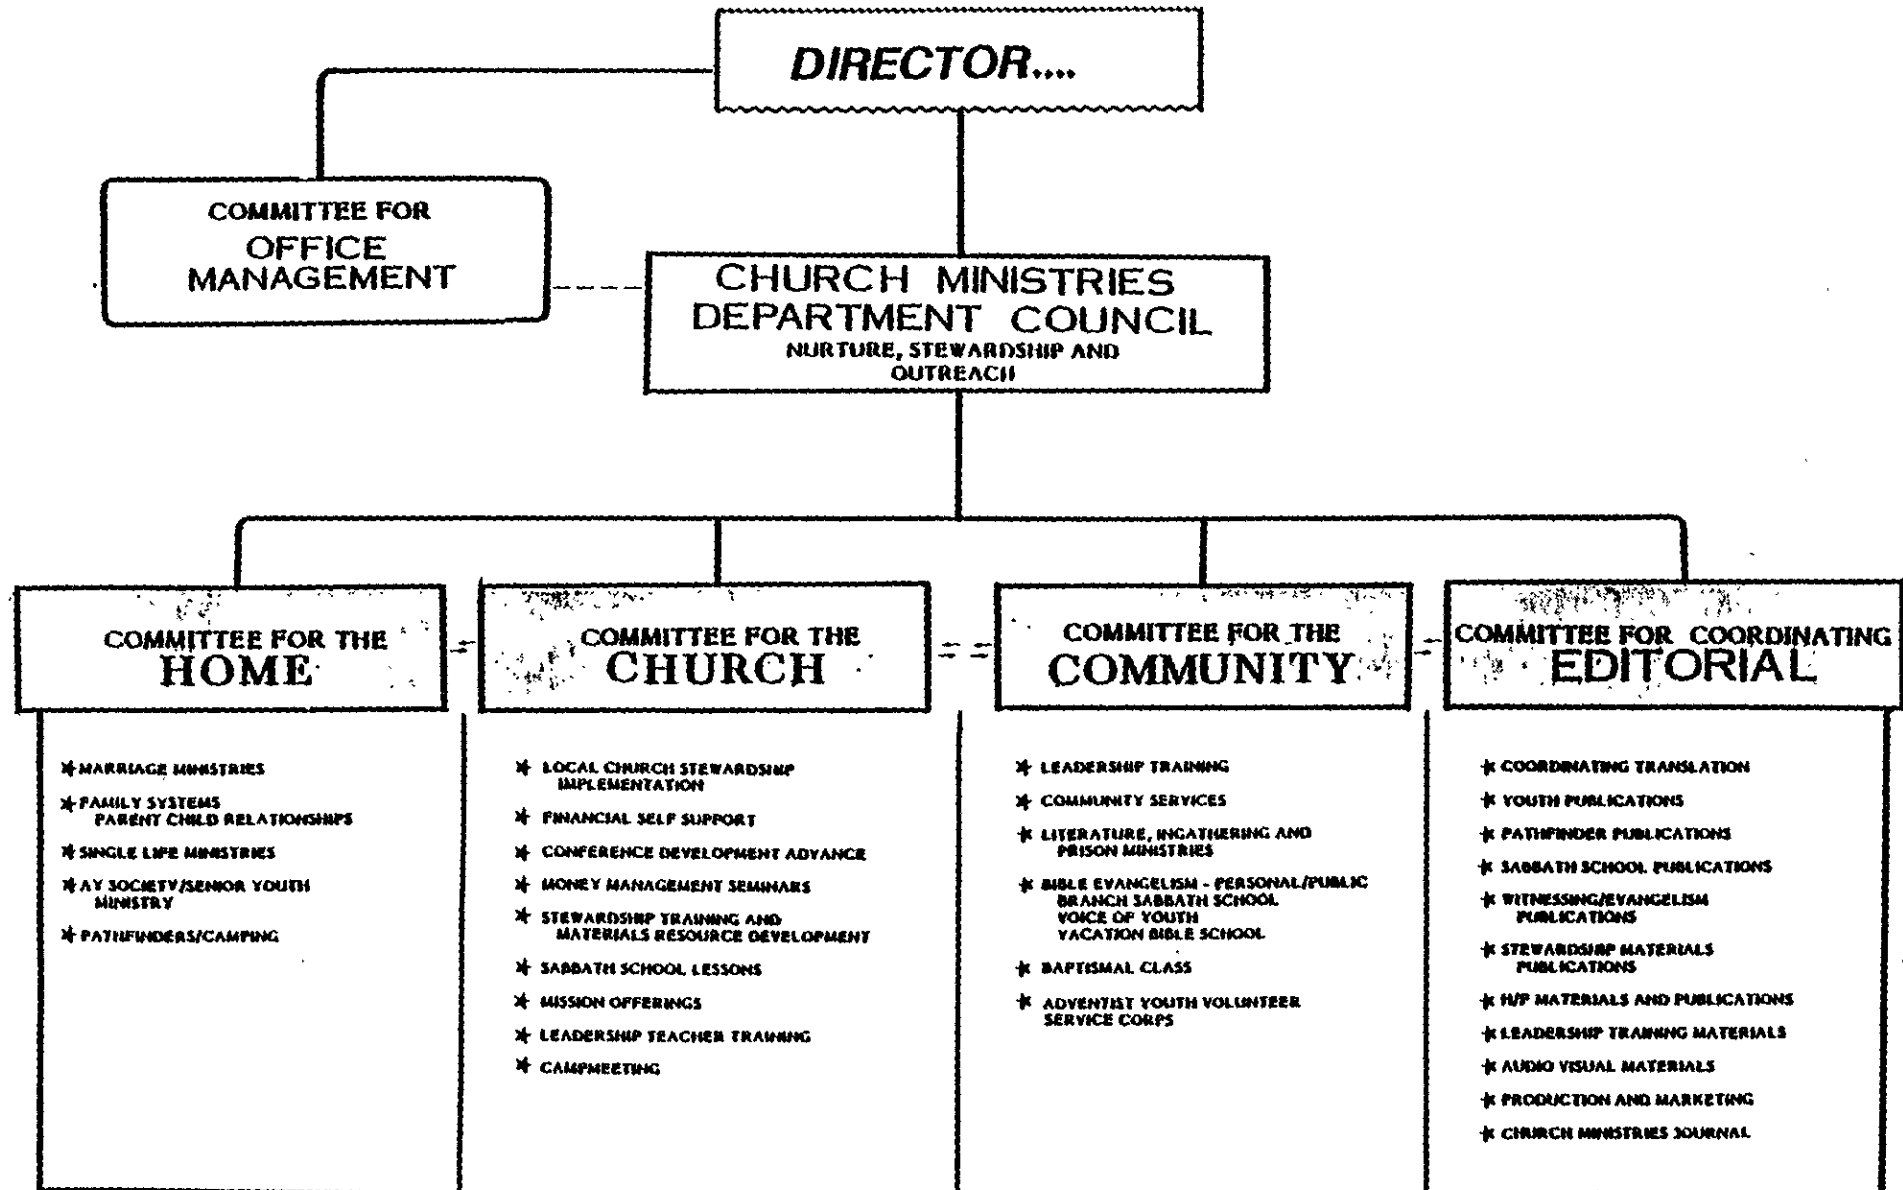 DIRECTOR....
COMMITTEE FOR
OFFICE
MANAGEMENT
CHURCH MINISTRIES
DEPARTMENT COUNCIL
NURTURE, STEWARDSHIP AND
OUTREACH
COMMITTEE FOR THE
HOME
* MARRIAGE MINISTRIES
* FAMILY SYSTEMS
PARENT CHILD RELATIONSHIPS
* SINGLE LIFE MINISTRIES
* AY SOCIETY/SENIOR YOUTH
MINISTRY
* PATHFINDERS/CAMPING
COMMITTEE FOR THE
CHURCH
* LOCAL CHURCH STEWARDSHIP
IMPLEMENTATION
* FINANCIAL SELF SUPPORT
* CONFERENCE DEVELOPMENT ADVANCE
* MONEY MANAGEMENT SEMINARS
* STEWARDSHIP TRAINING AND
MATERIALS RESOURCE DEVELOPMENT
* SABBATH SCHOOL LESSONS
* MISSION OFFERINGS
* LEADERSHIP TEACHER TRAINING
* CAMPMEETING
COMMITTEE FOR THE
COMMUNITY
* LEADERSHIP TRAINING
* COMMUNITY SERVICES
* LITERATURE, INGATHERING AND
PRISON MINISTRIES
* BIBLE EVANGELISM - PERSONAL/PUBLIC
BRANCH SABBATH SCHOOL
VOICE OF YOUTH
VACATION BIBLE SCHOOL
* BAPTISMAL CLASS
* ADVENTIST YOUTH VOLUNTEER
SERVICE CORPS
COMMITTEE FOR COORDINATING
EDITORIAL
* COORDINATING TRANSLATION
* YOUTH PUBLICATIONS
* PATHFINDER PUBLICATIONS
* SABBATH SCHOOL PUBLICATIONS
* WITNESSING/EVANGELISM
PUBLICATIONS
* STEWARDSHIP MATERIALS
PUBLICATIONS
* H/F MATERIALS AND PUBLICATIONS
* LEADERSHIP TRAINING MATERIALS
* AUDIO VISUAL MATERIALS
* PRODUCTION AND MARKETING
* CHURCH MINISTRIES JOURNAL